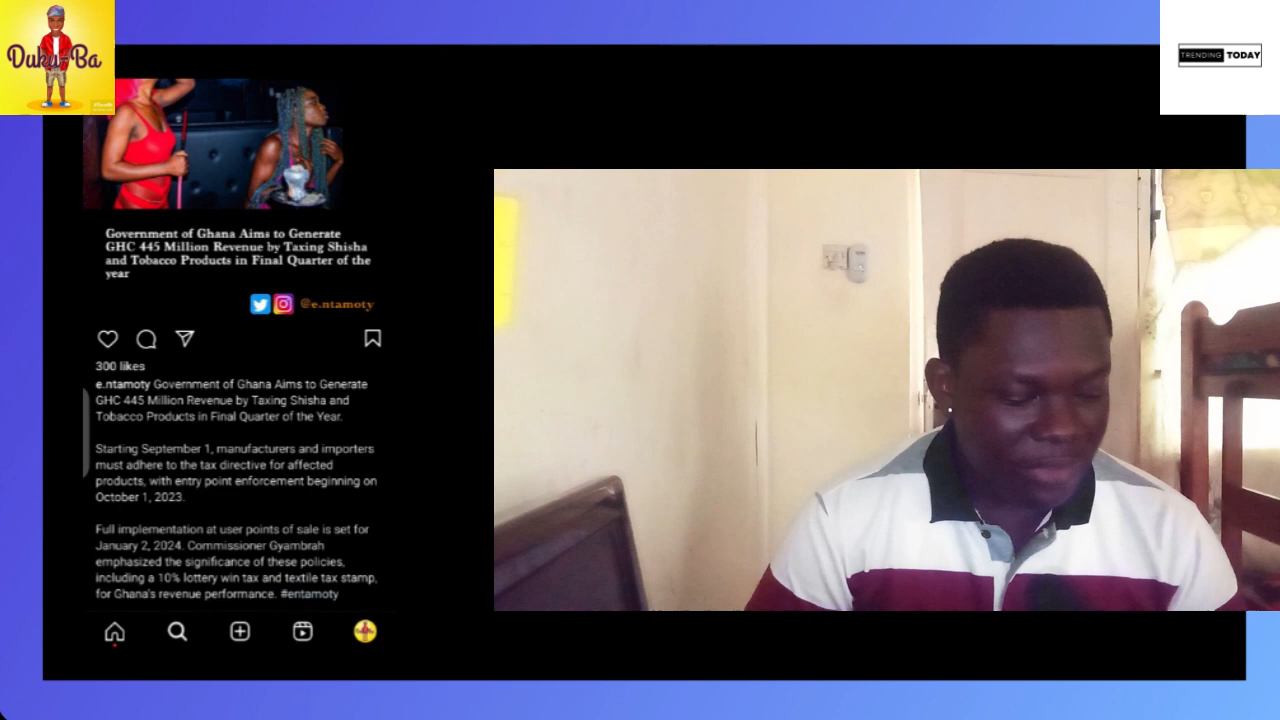 Duku-Ba
TRENDING TODAY
Government of Ghana Aims to Generate
GHC 445 Million Revenue by Taxing Shisha
and Tobacco Products in Final Quarter of the
year
@e.ntamoty
300 likes
e.ntamoty Government of Ghana Aims to Generate
GHC 445 Million Revenue by Taxing Shisha and
Tobacco Products in Final Quarter of the Year.
Starting September 1, manufacturers and importers
must adhere to the tax directive for affected
products, with entry point enforcement beginning on
October 1, 2023.
Full implementation at user points of sale is set for
January 2, 2024. Commissioner Gyambrah
emphasized the significance of these policies,
including a 10% lottery win tax and textile tax stamp,
for Ghana's revenue performance. #entamoty